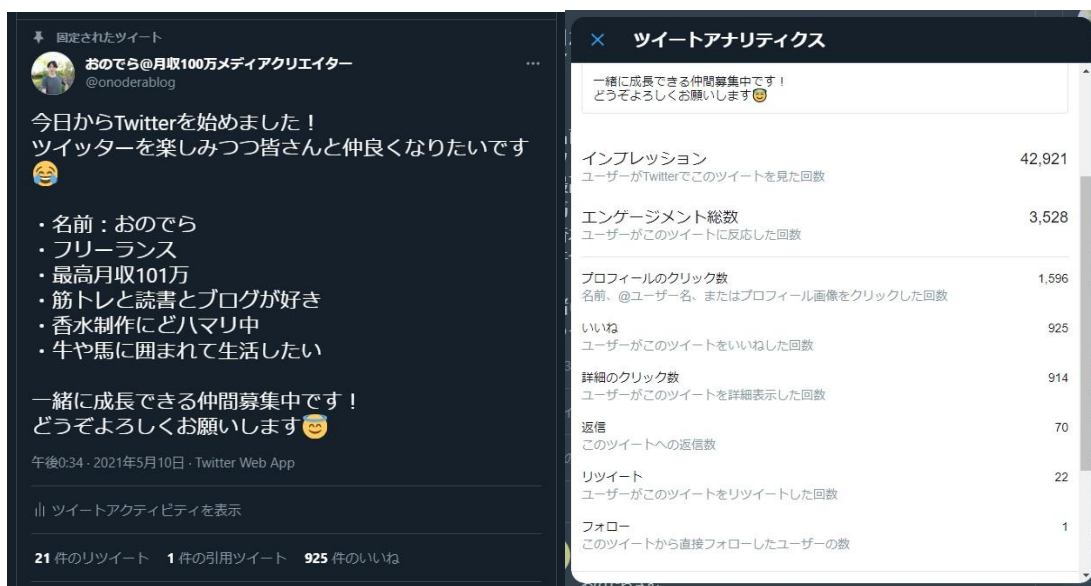 固定されたツイート
おのでら@月収100万メディアクリエイター
@onoderablog
今日からTwitterを始めました！
ツイッターを楽しみつつ皆さんと仲良くなりたいです
😂
・名前：おのでら
・フリーランス
・最高月収101万
・筋トレと読書とブログが好き
・香水制作にどハマり中
・牛や馬に囲まれて生活したい
一緒に成長できる仲間募集中です！
どうぞよろしくお願いします😇
午後0:34 · 2021年5月10日 · Twitter Web App
ツイートアクティビティを表示
21 件のリツイート 1 件の引用ツイート 925 件のいいね
ツイートアナリティクス
一緒に成長できる仲間募集中です！
どうぞよろしくお願いします😇
インプレッション 42,921
ユーザーがTwitterでこのツイートを見た回数
エンゲージメント総数 3,528
ユーザーがこのツイートに反応した回数
プロフィールのクリック数 1,596
名前、@ユーザー名、またはプロフィール画像をクリックした回数
いいね 925
ユーザーがこのツイートをいいねした回数
詳細のクリック数 914
ユーザーがこのツイートを詳細表示した回数
返信 70
このツイートへの返信数
リツイート 22
ユーザーがこのツイートをリツイートした回数
フォロー 1
このツイートから直接フォローしたユーザーの数